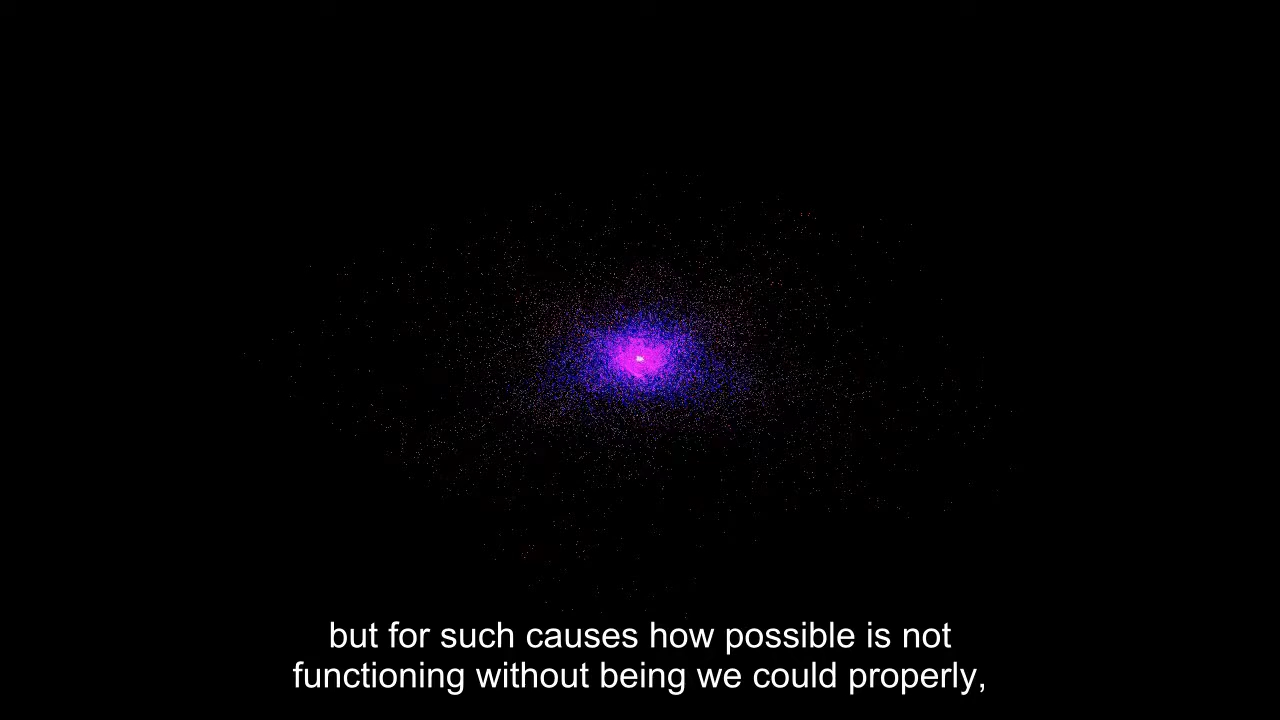 but for such causes how possible is not
functioning without being we could properly,